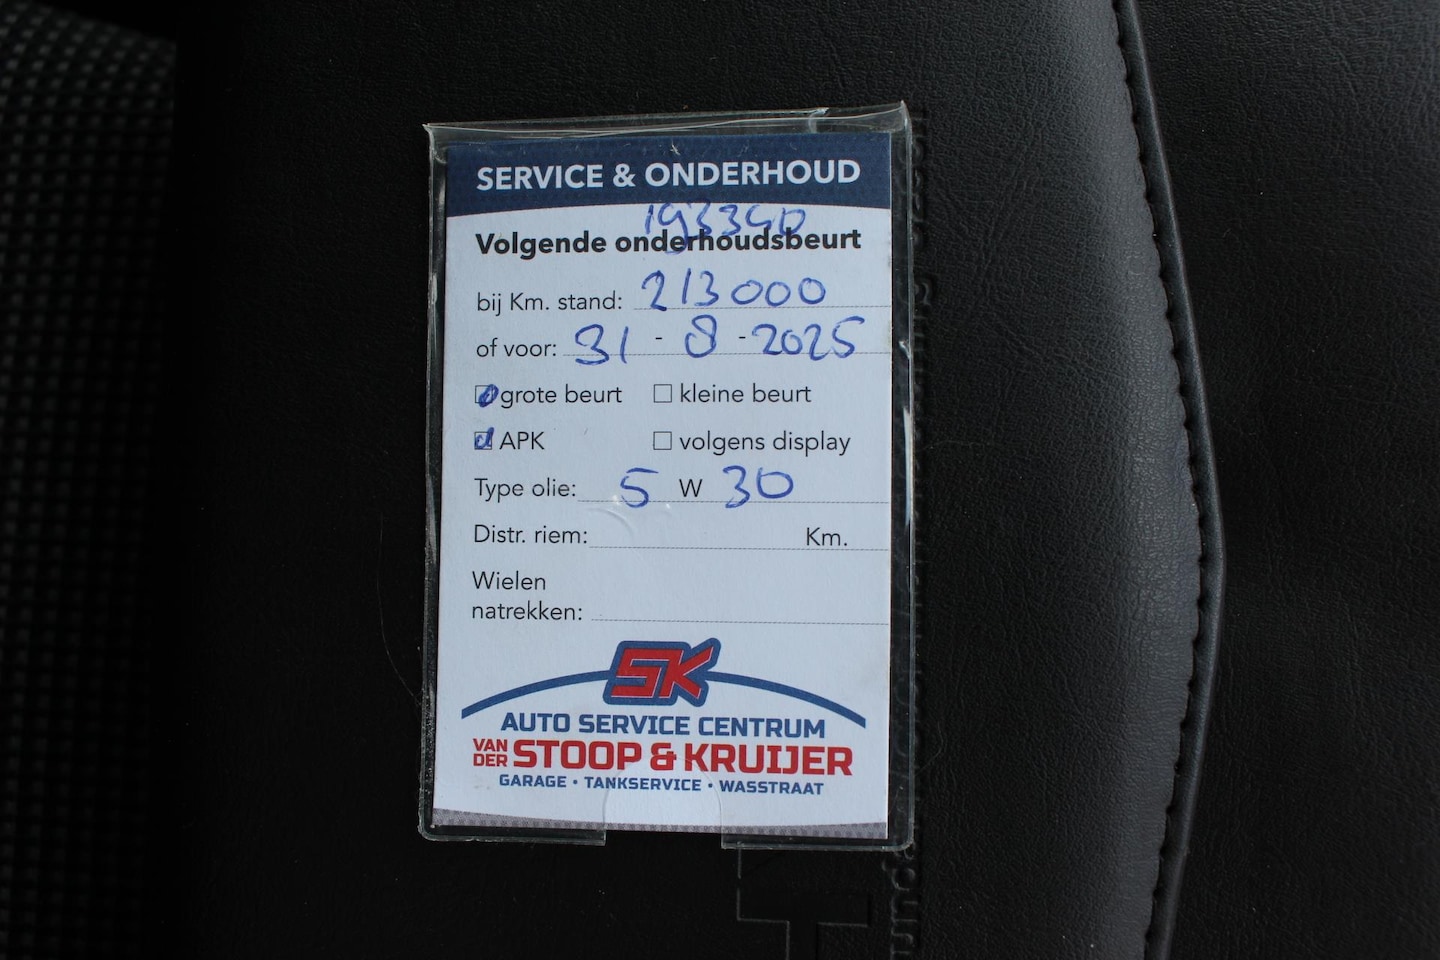 SERVICE & ONDERHOUD
193340
Volgende onderhoudsbeurt
bij Km. stand: 213000
of voor: 31 - 8 - 2025
grote beurt kleine beurt
APK volgens display
Type olie: 5 W 30
Distr. riem: Km.
Wielen
natrekken:
SK
AUTO SERVICE CENTRUM
VAN DER STOOP & KRUIJER
GARAGE • TANKSERVICE • WASSTRAAT